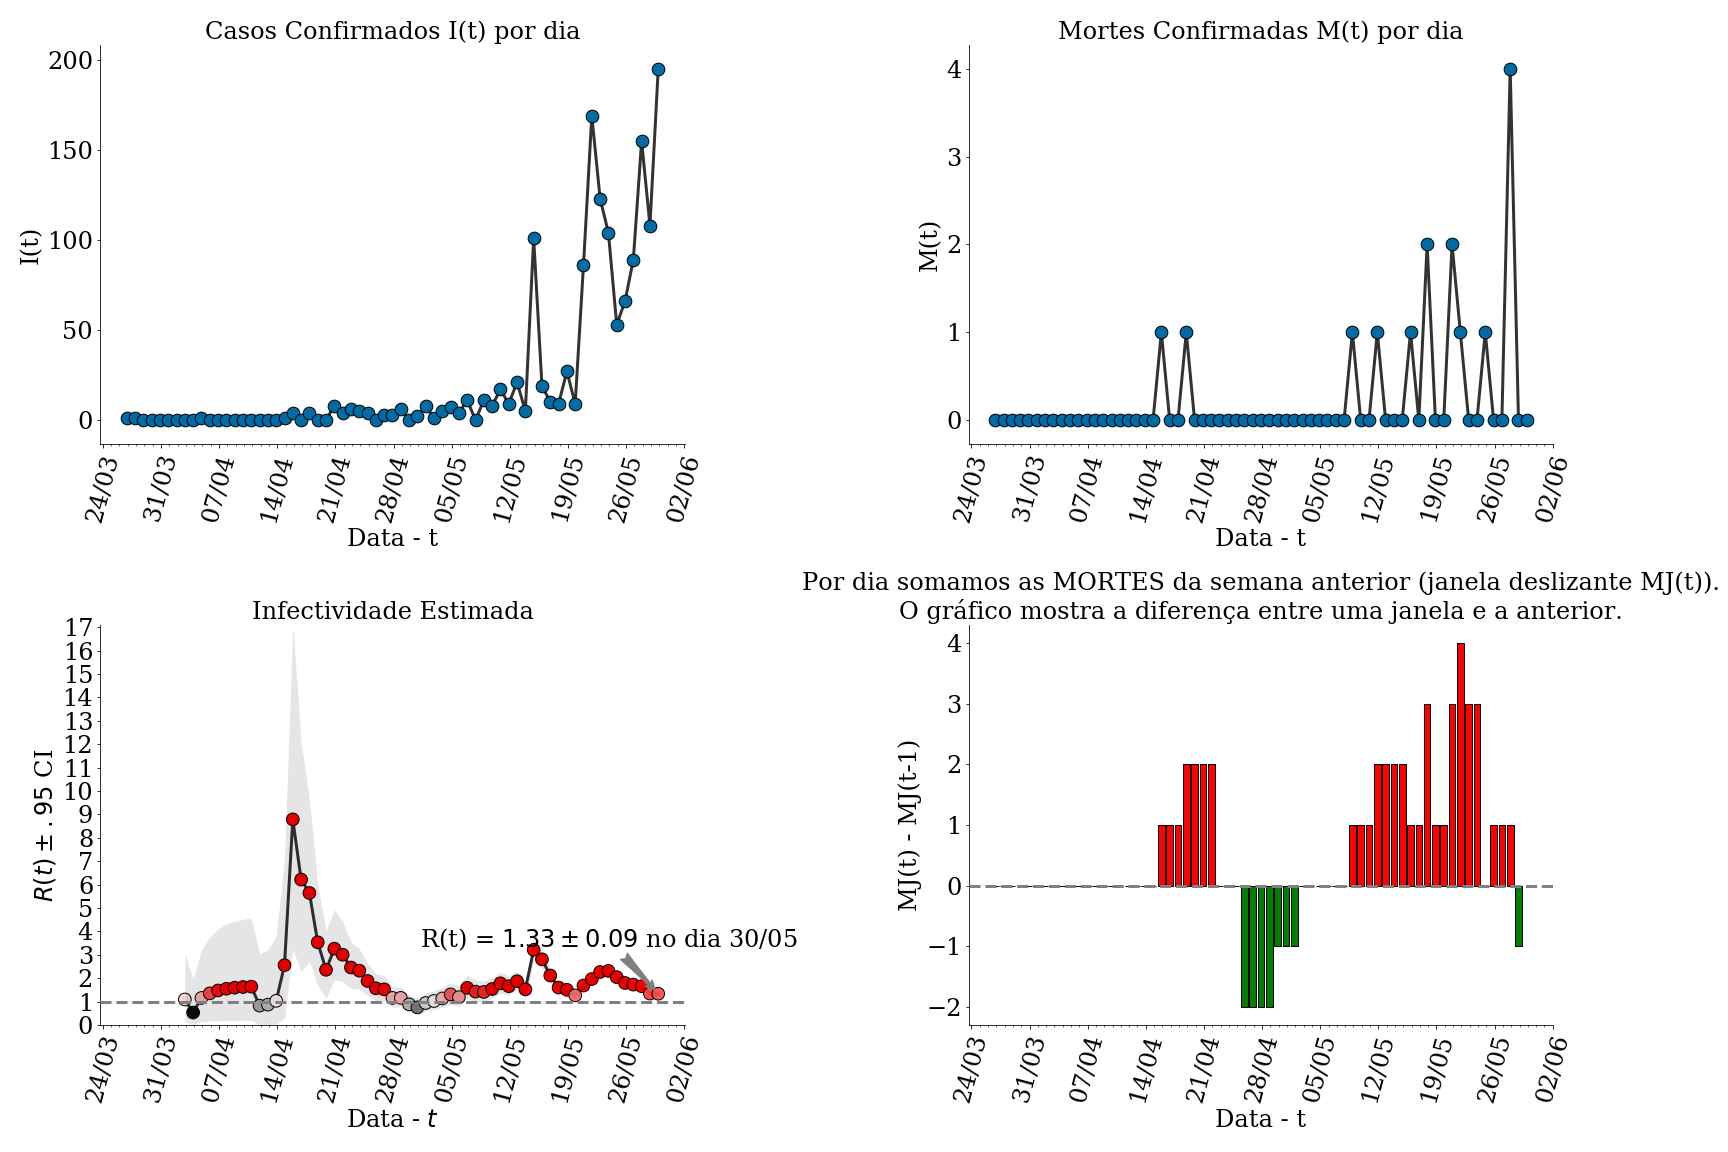 Casos Confirmados I(t) por dia
200
150
100
50
0
I(t)
24/03 31/03 07/04 14/04 21/04 28/04 05/05 12/05 19/05 26/05 02/06
Data - t
Mortes Confirmadas M(t) por dia
4
3
2
1
0
M(t)
24/03 31/03 07/04 14/04 21/04 28/04 05/05 12/05 19/05 26/05 02/06
Data - t
Infectividade Estimada
17
16
15
14
13
12
11
10
9
8
7
6
5
4
3
2
1
0
R(t) ± .95 CI
R(t) = 1.33 ± 0.09 no dia 30/05
24/03 31/03 07/04 14/04 21/04 28/04 05/05 12/05 19/05 26/05 02/06
Data - t
Por dia somamos as MORTES da semana anterior (janela deslizante MJ(t)).
O gráfico mostra a diferença entre uma janela e a anterior.
4
3
2
1
0
−1
−2
MJ(t) - MJ(t-1)
24/03 31/03 07/04 14/04 21/04 28/04 05/05 12/05 19/05 26/05 02/06
Data - t